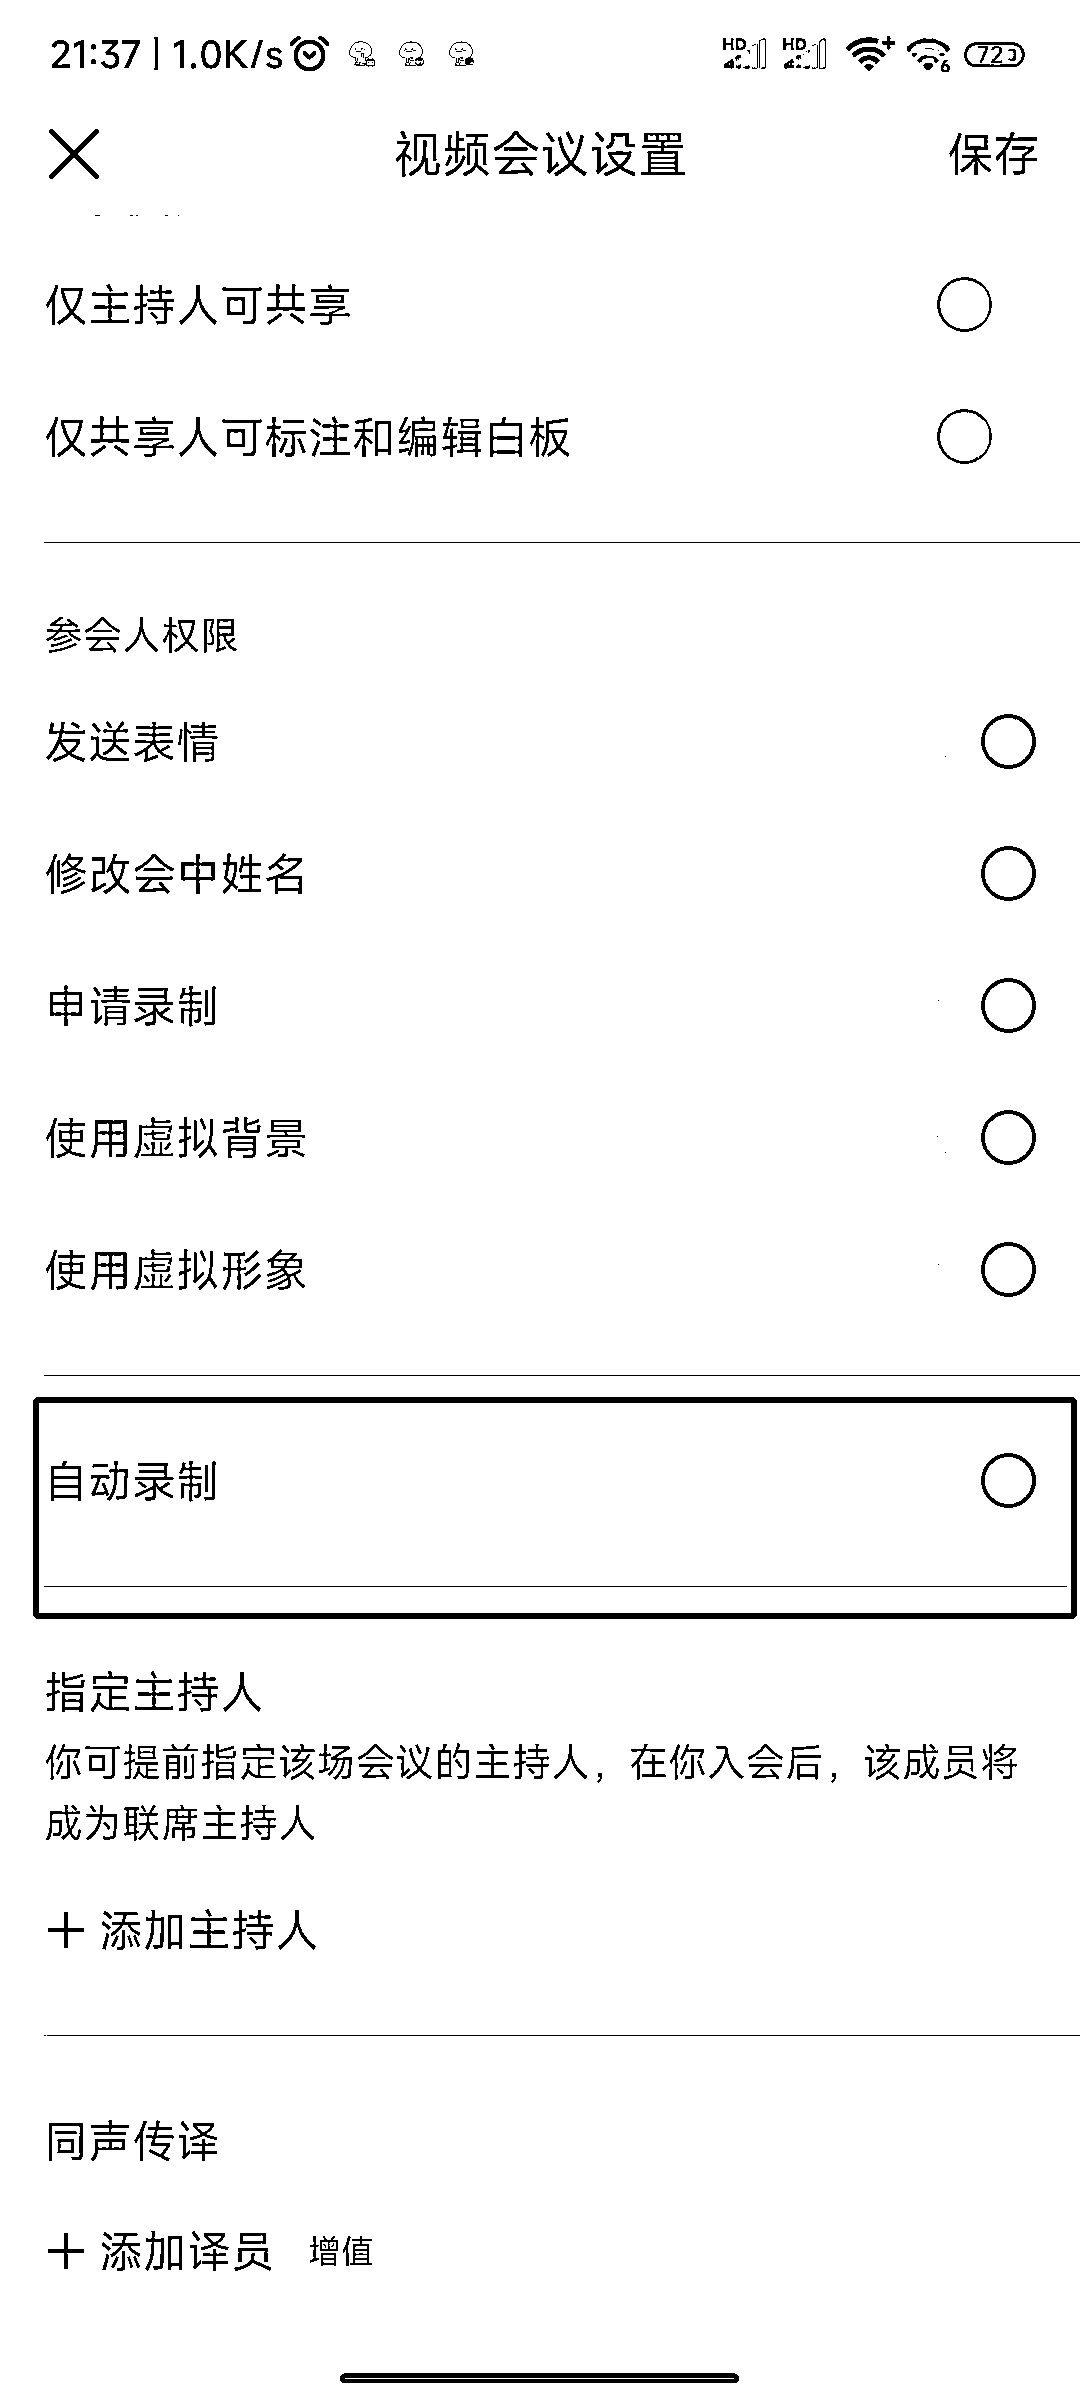 21:37 | 1.0K/s
HD HD 6 72
视频会议设置
保存
仅主持人可共享
仅共享人可标注和编辑白板
参会人权限
发送表情
修改会中姓名
申请录制
使用虚拟背景
使用虚拟形象
自动录制
指定主持人
你可提前指定该场会议的主持人，在你入会后，该成员将
成为联席主持人
＋ 添加主持人
同声传译
＋ 添加译员 增值